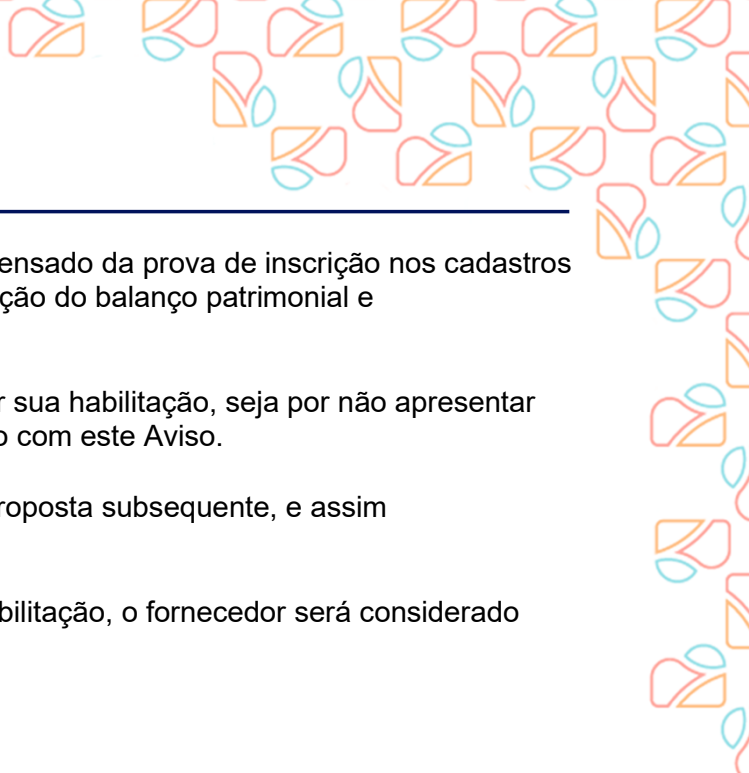 ensado da prova de inscrição nos cadastros
ção do balanço patrimonial e
r sua habilitação, seja por não apresentar
o com este Aviso.
roposta subsequente, e assim
bilitação, o fornecedor será considerado